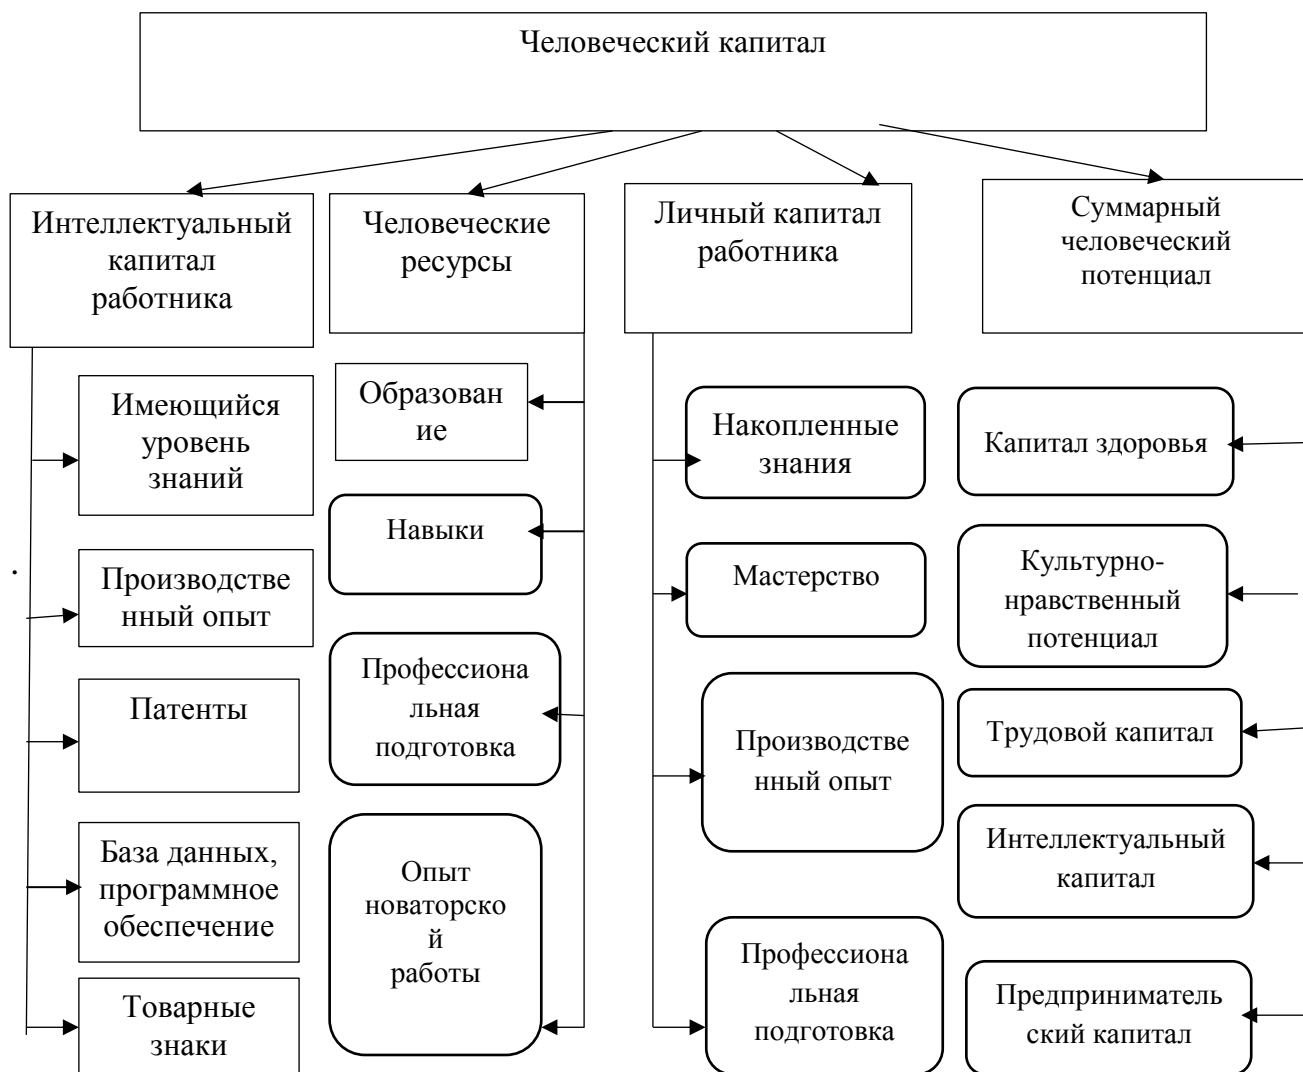 Человеческий капитал
Интеллектуальный
капитал
работника
Человеческие
ресурсы
Личный капитал
работника
Суммарный
человеческий
потенциал
Имеющийся
уровень
знаний
Производстве
нный опыт
Патенты
База данных,
программное
обеспечение
Товарные
знаки
Образован
ие
Навыки
Профессиона
льная
подготовка
Опыт
новаторско
й
работы
Накопленные
знания
Мастерство
Производстве
нный опыт
Профессиона
льная
подготовка
Капитал здоровья
Культурно-
нравственный
потенциал
Трудовой капитал
Интеллектуальный
капитал
Предприниматель
ский капитал
.